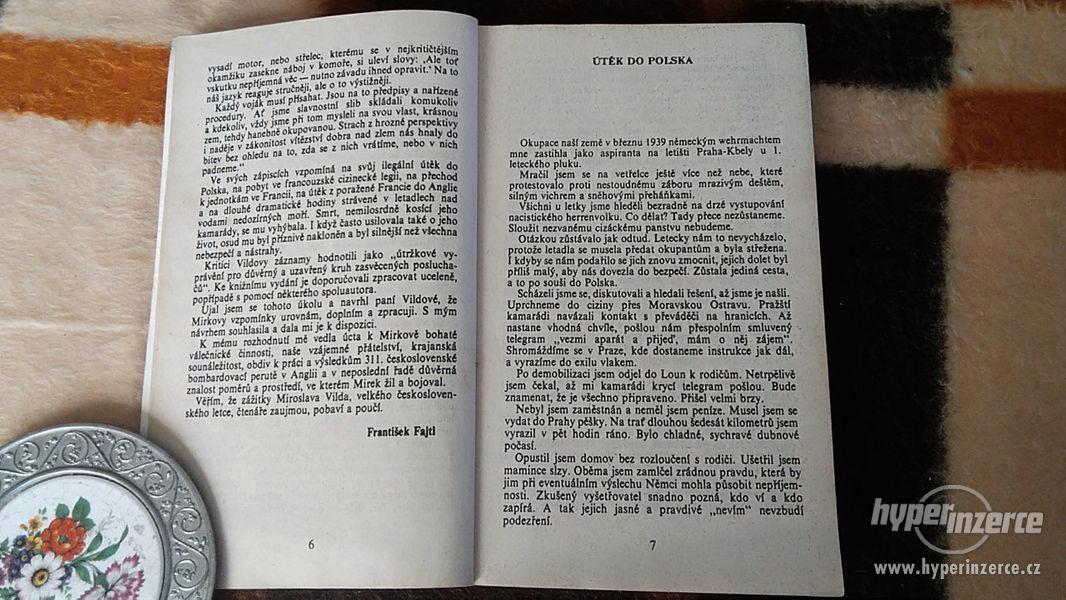 vysadí motor, nebo střelec, kterému se v nejkritičtějším
okamžiku zasekne náboj v komoře, si uleví slovy: ‚Ale toť
vskutku nepříjemná věc — nutno závadu ihned opravit.‘ Na to
náš jazyk reaguje stručněji, ale o to výstižněji.
Každý voják musí přísahat. Jsou na to předpisy a nařízené
procedury. Ať jsme slavnostní slib skládali komukoliv
a kdekoliv, vždy jsme při tom mysleli na svou vlast, krásnou
zem, tehdy hanebně okupovanou. Strach z hrozné perspektivy
i naděje v zákonitost vítězství dobra nad zlem nás hnaly do
bitev bez ohledu na to, zda se z nich vrátíme, nebo v nich
padneme.“
Ve svých zápiscích vzpomíná na svůj ilegální útěk do
Polska, na pobyt ve francouzské cizinecké legii, na přechod
k jednotkám ve Francii, na útěk z poražené Francie do Anglie
a na dlouhé dramatické hodiny strávené v letadlech nad
vodami nedozírných moří. Smrt, nemilosrdně kosící jeho
kamarády, se mu vyhýbala. I když často usilovala také o jeho
život, osud mu byl příznivě nakloněn a byl silnější než všechna
nebezpečí a nástrahy.
Kritici Vildovy záznamy hodnotili jako „útržkové vy-
právění pro důvěrný a uzavřený kruh zasvěcených poslucha-
čů“. Ke knižnímu vydání je doporučovali zpracovat uceleně,
popřípadě s pomocí některého spoluautora.
Ujal jsem se tohoto úkolu a navrhl paní Vildové, že
Mirkovy vzpomínky urovnám, doplním a zpracuji. S mým
návrhem souhlasila a dala mi je k dispozici.
K mému rozhodnutí mě vedla úcta k Mirkově bohaté
válečnické činnosti, naše vzájemné přátelství, krajanská
sounáležitost, obdiv k práci a výsledkům 311. československé
bombardovací perutě v Anglii a v neposlední řadě důvěrná
znalost poměrů a prostředí, ve kterém Mirek žil a bojoval.
Věřím, že zážitky Miroslava Vilda, velkého českosloven-
ského letce, čtenáře zaujmou, pobaví a poučí.
František Fajtl
6
ÚTĚK DO POLSKA
Okupace naší země v březnu 1939 německým wehrmachtem
mne zastihla jako aspiranta na letišti Praha-Kbely u 1.
leteckého pluku.
Mračil jsem se na vetřelce ještě více než nebe, které
protestovalo proti nestoudnému záboru mrazivým deštěm,
silným vichrem a sněhovými přeháňkami.
Všichni u letky jsme hleděli bezradně na drzé vystupování
nacistického herrenvolku. Co dělat? Tady přece nezůstaneme.
Sloužit nezvanému cizáckému panstvu nebudeme.
Otázkou zůstávalo jak odtud. Letecky nám to nevycházelo,
protože letadla se musela předat okupantům a byla střežena.
I kdyby se nám podařilo se jich znovu zmocnit, jejich dolet byl
příliš malý, aby nás dovezla do bezpečí. Zůstala jediná cesta,
a to po souši do Polska.
Scházeli jsme se, diskutovali a hledali řešení, až jsme je našli.
Uprchneme do ciziny přes Moravskou Ostravu. Pražští
kamarádi navázali kontakt s převaděči na hranicích. Až
nastane vhodná chvíle, pošlou nám přespolním smluvený
telegram „vezmi aparát a přijeď, mám o něj zájem“.
Shromáždíme se v Praze, kde dostaneme instrukce jak dál,
a vyrazíme do exilu vlakem.
Po demobilizaci jsem odjel do Loun k rodičům. Netrpělivě
jsem čekal, až mi kamarádi krycí telegram pošlou. Bude
znamenat, že je všechno připraveno. Přišel velmi brzy.
Nebyl jsem zaměstnán a neměl jsem peníze. Musel jsem se
vydat do Prahy pěšky. Na trať dlouhou šedesát kilometrů jsem
vyrazil v pět hodin ráno. Bylo chladné, sychravé dubnové
počasí.
Opustil jsem domov bez rozloučení s rodiči. Ušetřil jsem
mamince slzy. Oběma jsem zamlčel zrádnou pravdu, která by
jim při eventuálním výslechu Němci mohla působit nepříjem-
nosti. Zkušený vyšetřovatel snadno pozná, kdo ví a kdo
zapírá. A tak jejich jasné a pravdivé „nevím“ nevzbudí
podezření.
7
hyperinzerce
www.hyperinzerce.cz